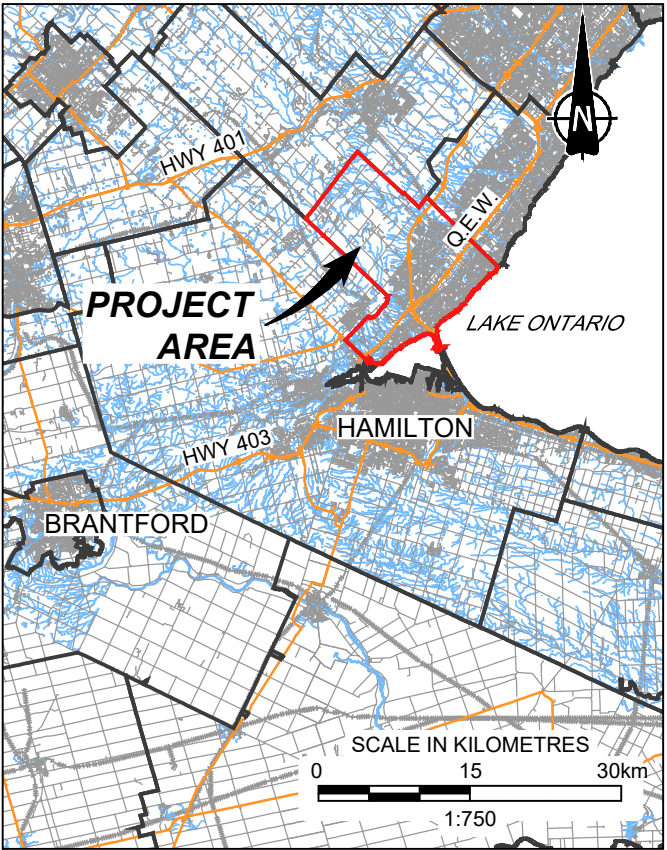 N
HWY 401
Q.E.W.
PROJECT
AREA
LAKE ONTARIO
HAMILTON
HWY 403
BRANTFORD
SCALE IN KILOMETRES
0 15 30km
1:750